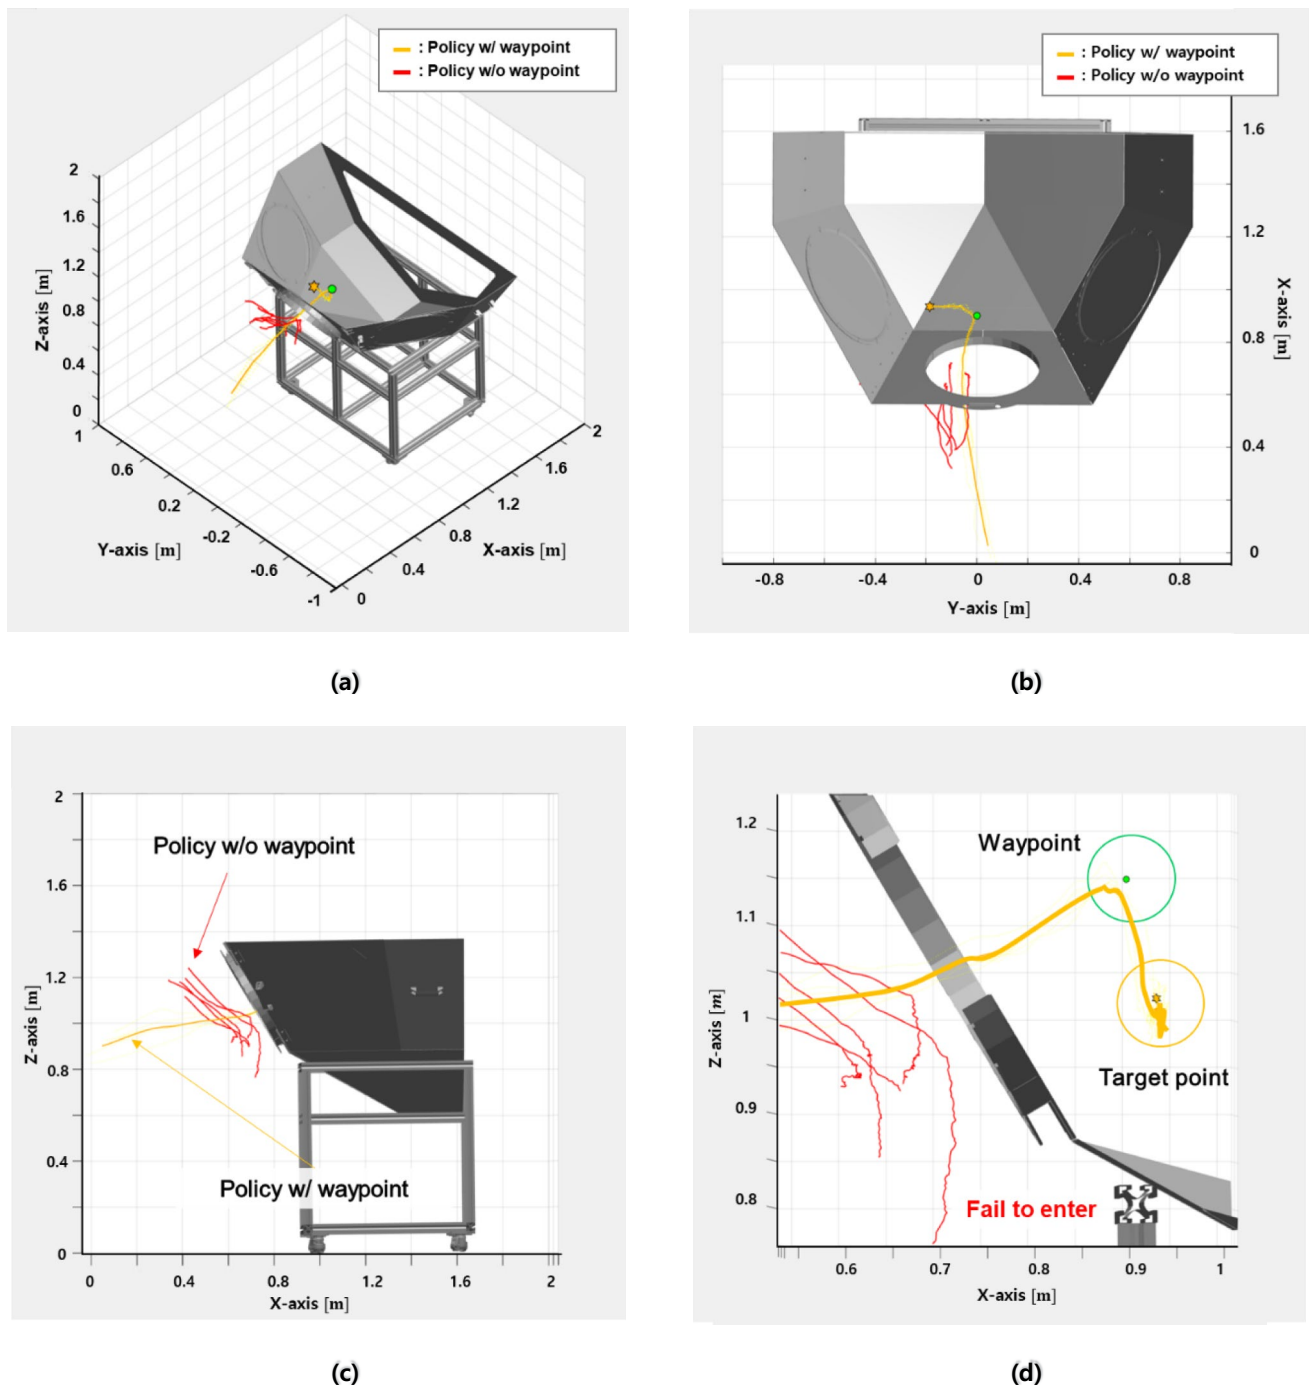 : Policy w/ waypoint
: Policy w/o waypoint
2
1.6
1.2
0.8
0.4
0
Z-axis [m]
1
0.6
0.2
-0.2
-0.6
-1
Y-axis [m]
0
0.4
0.8
1.2
1.6
2
X-axis [m]
(a)
: Policy w/ waypoint
: Policy w/o waypoint
1.6
1.2
0.8
0.4
0
X-axis [m]
-0.8
-0.4
0
0.4
0.8
Y-axis [m]
(b)
2
1.6
1.2
0.8
0.4
0
Z-axis [m]
Policy w/o waypoint
Policy w/ waypoint
0
0.4
0.8
1.2
1.6
2
X-axis [m]
(c)
1.2
1.1
1
0.9
0.8
Z-axis [m]
Waypoint
Target point
Fail to enter
0.6
0.7
0.8
0.9
1
X-axis [m]
(d)